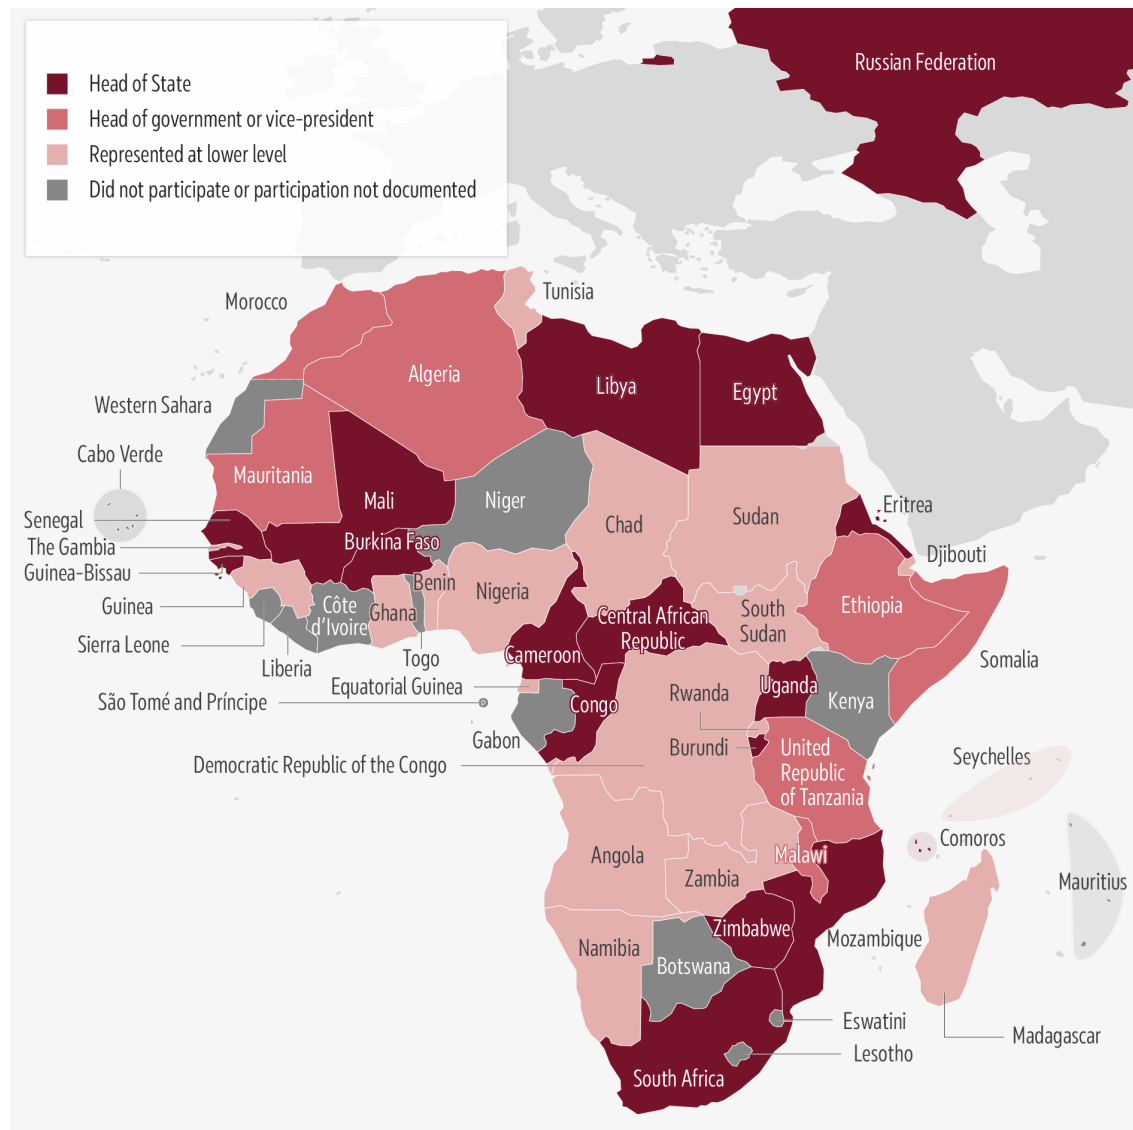 Russian Federation
Head of State
Head of government or vice-president
Represented at lower level
Did not participate or participation not documented
Morocco
Tunisia
Algeria
Libya
Egypt
Western Sahara
Cabo Verde
Mauritania
Mali
Niger
Chad
Sudan
Eritrea
Senegal
The Gambia
Burkina Faso
Djibouti
Guinea-Bissau
Benin
Nigeria
Guinea
Côte
d’Ivoire
Ghana
Central African
Republic
South
Sudan
Ethiopia
Sierra Leone
Liberia
Togo
Cameroon
Somalia
Equatorial Guinea
Rwanda
Uganda
Kenya
São Tomé and Príncipe
Congo
Gabon
Burundi
United
Republic
of Tanzania
Democratic Republic of the Congo
Seychelles
Comoros
Angola
Malawi
Zambia
Mauritius
Zimbabwe
Mozambique
Namibia
Botswana
Eswatini
Madagascar
Lesotho
South Africa